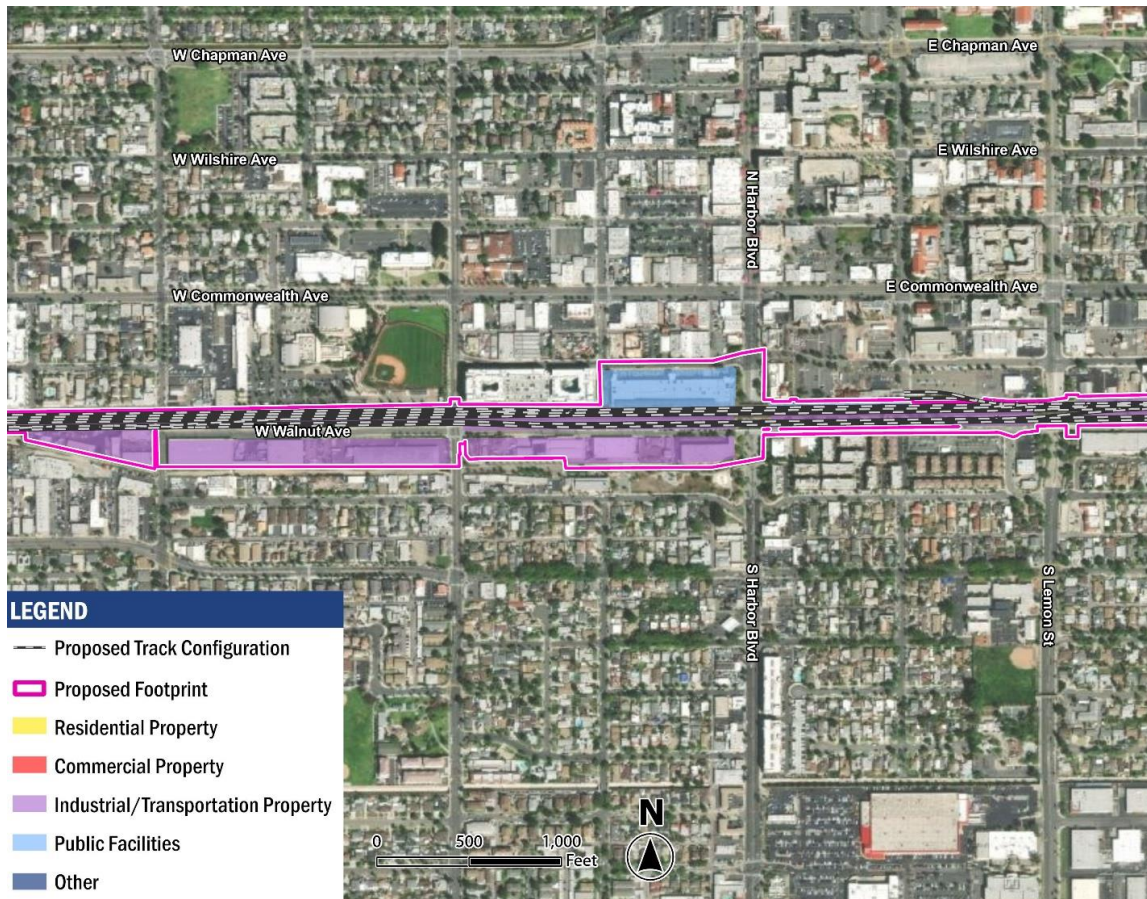 W Chapman Ave
E Chapman Ave
W Wilshire Ave
E Wilshire Ave
N Harbor Blvd
W Commonwealth Ave
E Commonwealth Ave
W Walnut Ave
S Harbor Blvd
S Lemon St
LEGEND
Proposed Track Configuration
Proposed Footprint
Residential Property
Commercial Property
Industrial/Transportation Property
Public Facilities
Other
0 500 1,000
Feet
N